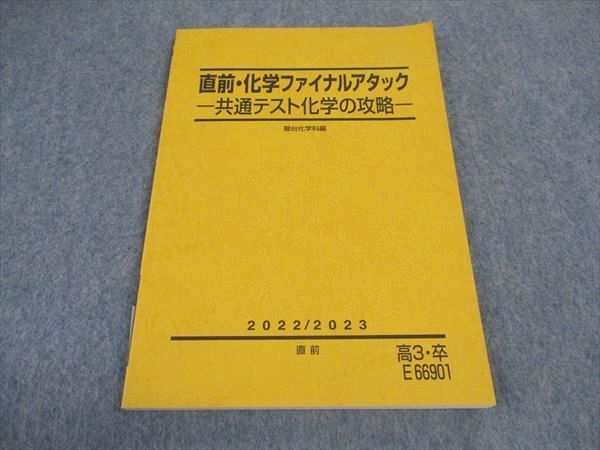 直前・化学ファイナルアタック
―共通テスト化学の攻略―
駿台化学科編
2022/2023
直前
高3・卒
E66901